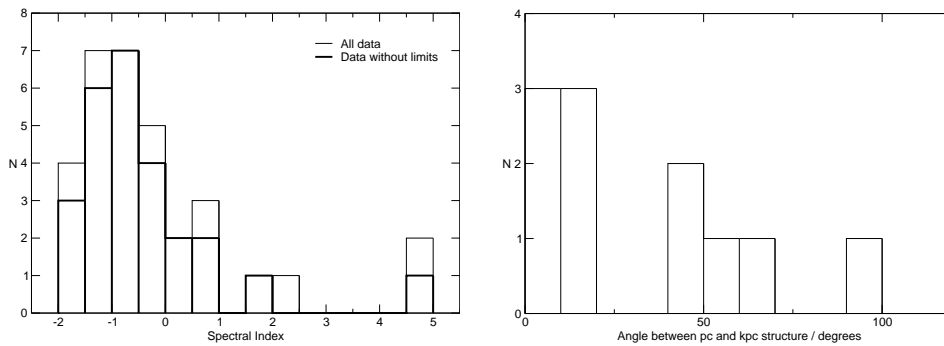 8
7
6
5
N 4
3
2
1
0
-2 -1 0 1 2 3 4 5
Spectral Index
All data
Data without limits
4
3
N 2
1
0
0 50 100
Angle between pc and kpc structure / degrees